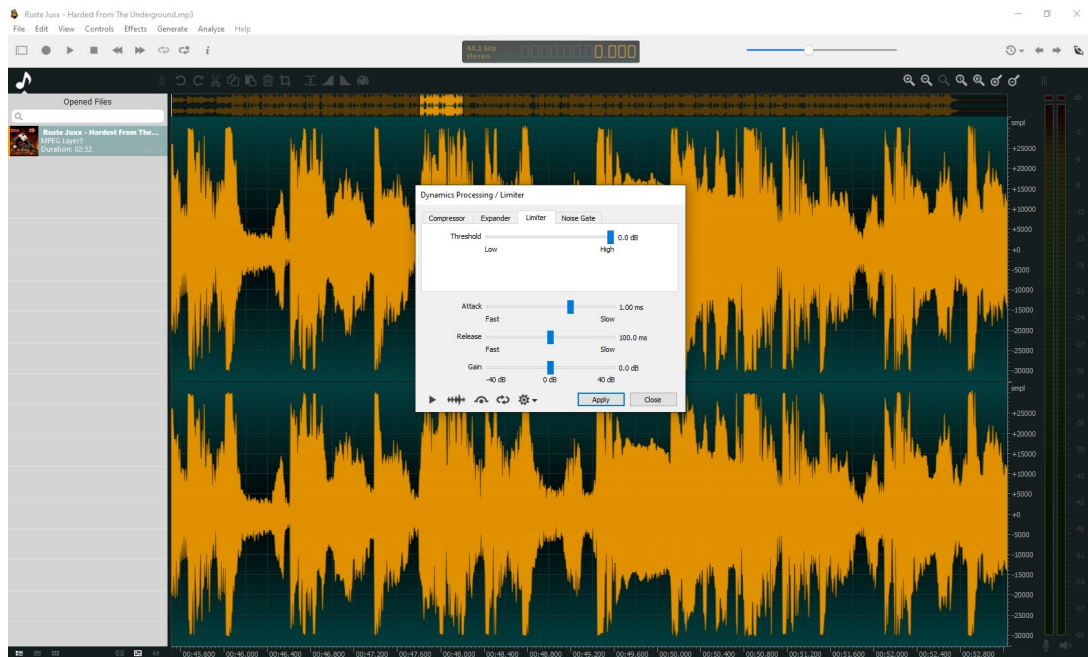 Ruste Juxx - Hardest From The Underground.mp3
File Edit View Controls Effects Generate Analyze Help
44.1 kHz
stereo
-0000:00:00.000
Opened Files
Ruste Juxx - Hardest From The...
MPEG Layer3
Duration: 02:32
Dynamics Processing / Limiter
Compressor Expander Limiter Noise Gate
Threshold 0.0 dB
Low High
Attack 1.00 ms
Fast Slow
Release 100.0 ms
Fast Slow
Gain 0.0 dB
-40 dB 0 dB 40 dB
Apply Close
smpl
+25000
+20000
+15000
+10000
+5000
+0
-5000
-10000
-15000
-20000
-25000
-30000
smpl
+25000
+20000
+15000
+10000
+5000
+0
-5000
-10000
-15000
-20000
-25000
-30000
00:45.600 00:46.000 00:46.400 00:46.800 00:47.200 00:47.600 00:48.000 00:48.400 00:48.800 00:49.200 00:49.600 00:50.000 00:50.400 00:50.800 00:51.200 00:51.600 00:52.000 00:52.400 00:52.800